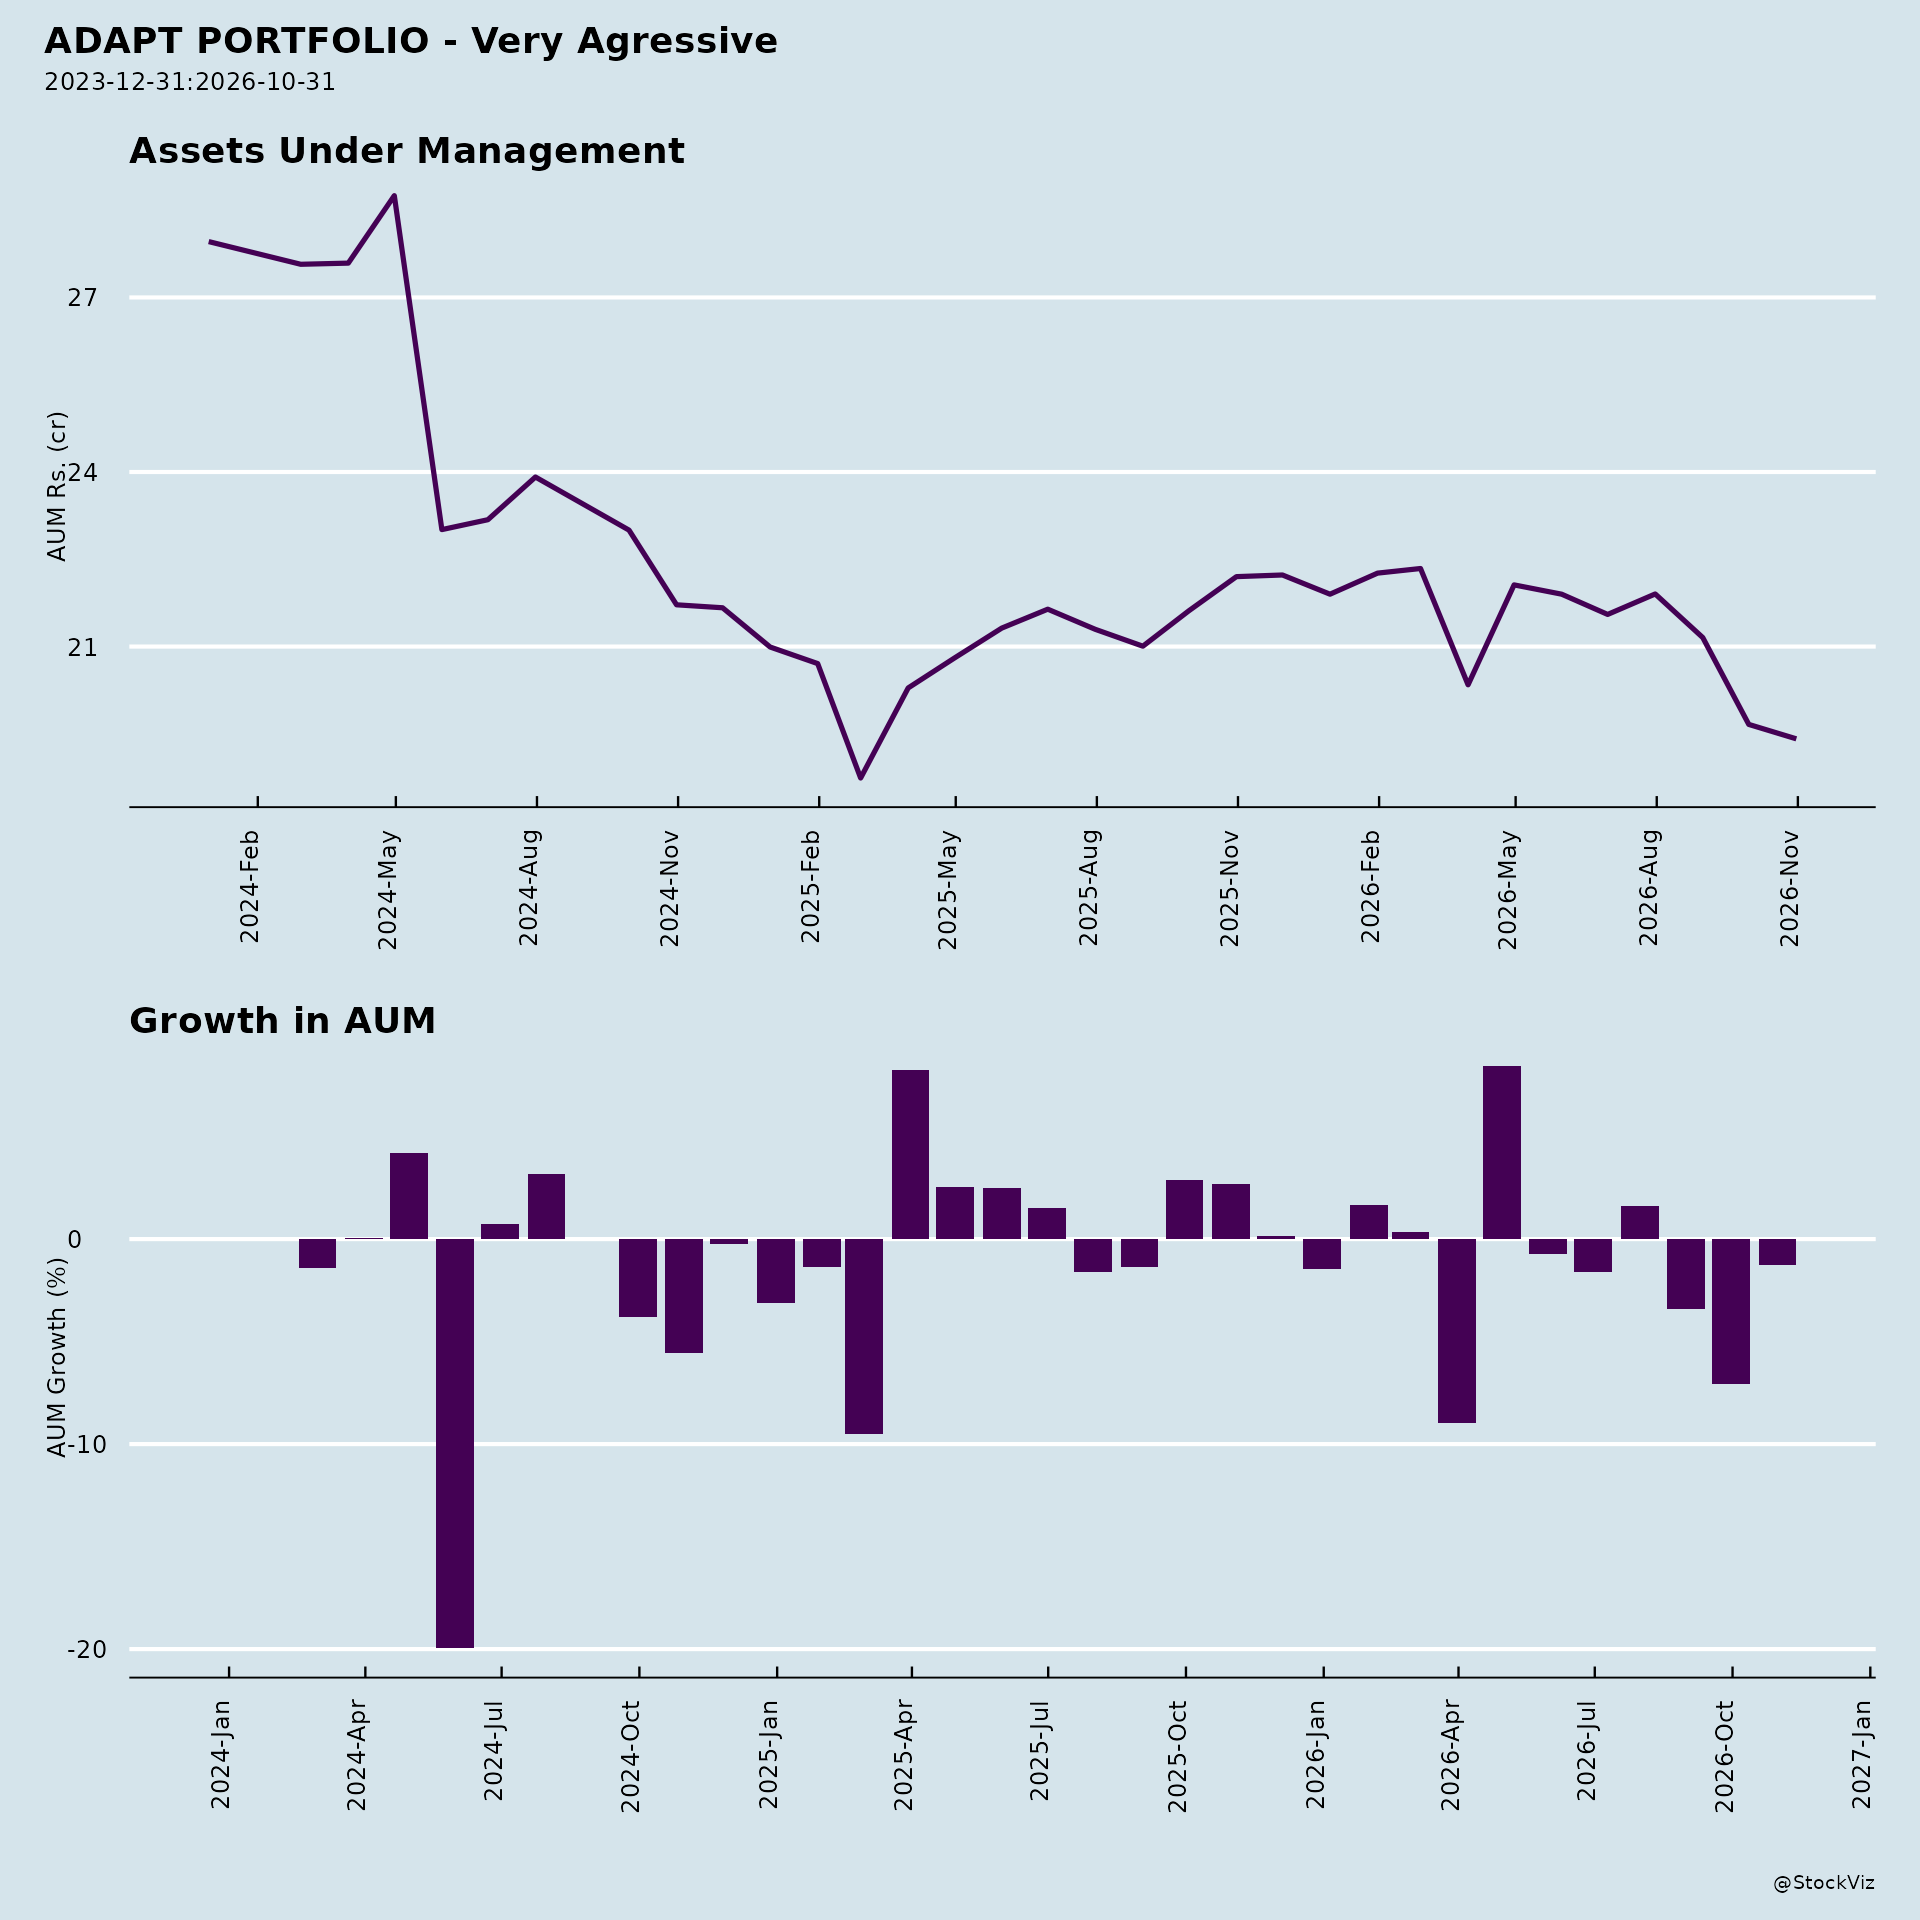 ADAPT PORTFOLIO - Very Agressive
2023-12-31:2026-10-31
Assets Under Management
AUM Rs. (cr)
27
24
21
2024-Feb
2024-May
2024-Aug
2024-Nov
2025-Feb
2025-May
2025-Aug
2025-Nov
2026-Feb
2026-May
2026-Aug
2026-Nov
Growth in AUM
AUM Growth (%)
0
-10
-20
2024-Jan
2024-Apr
2024-Jul
2024-Oct
2025-Jan
2025-Apr
2025-Jul
2025-Oct
2026-Jan
2026-Apr
2026-Jul
2026-Oct
2027-Jan
@StockViz